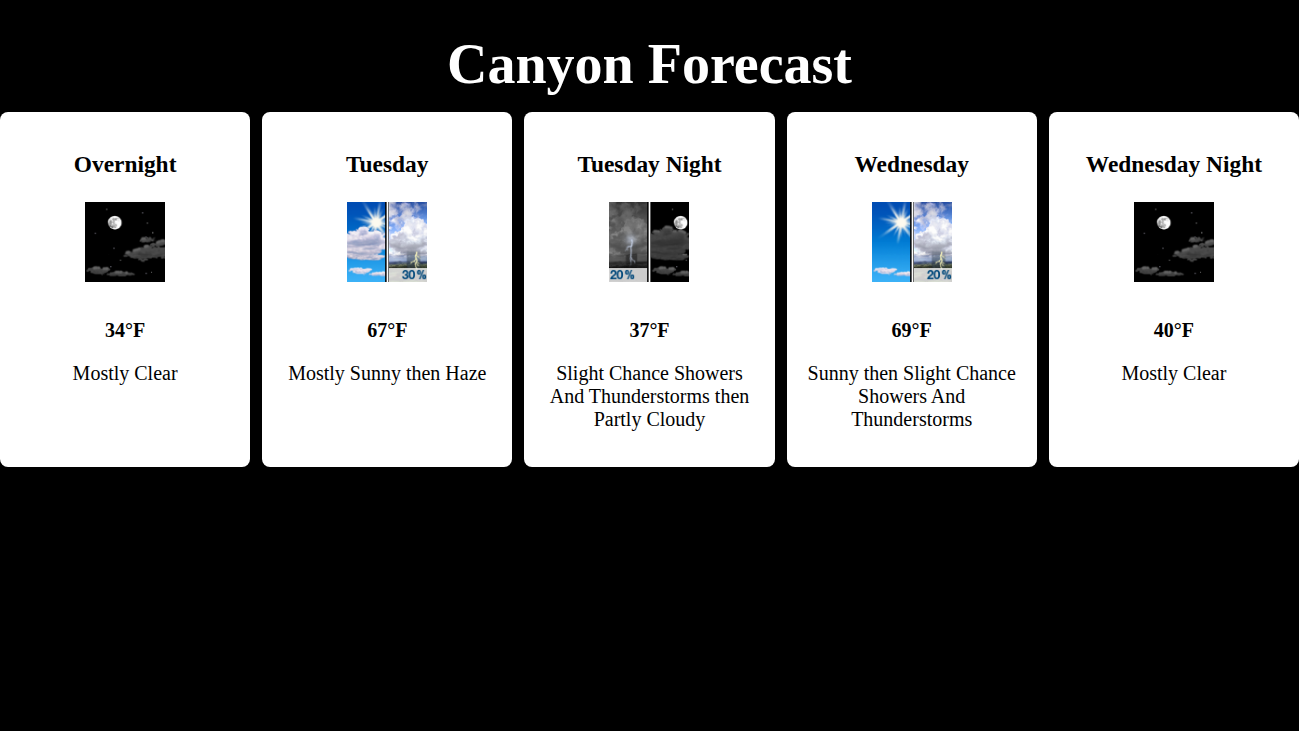 Canyon Forecast
Overnight
34°F
Mostly Clear
Tuesday
30%
67°F
Mostly Sunny then Haze
Tuesday Night
20%
37°F
Slight Chance Showers
And Thunderstorms then
Partly Cloudy
Wednesday
20%
69°F
Sunny then Slight Chance
Showers And
Thunderstorms
Wednesday Night
40°F
Mostly Clear